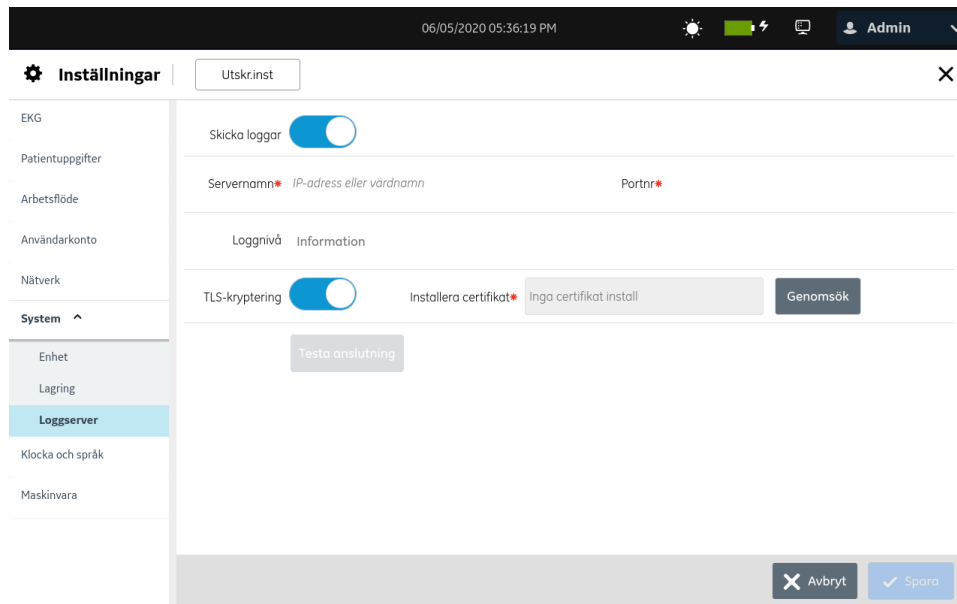 06/05/2020 05:36:19 PM
Admin
Inställningar
Utskr.inst
EKG
Patientuppgifter
Arbetsflöde
Användarkonto
Nätverk
System
Enhet
Lagring
Loggserver
Klocka och språk
Maskinvara
Skicka loggar
Servernamn* IP-adress eller värdnamn Portnr*
Loggnivå Information
TLS-kryptering Installera certifikat* Inga certifikat install Genomsök
Testa anslutning
Avbryt Spara